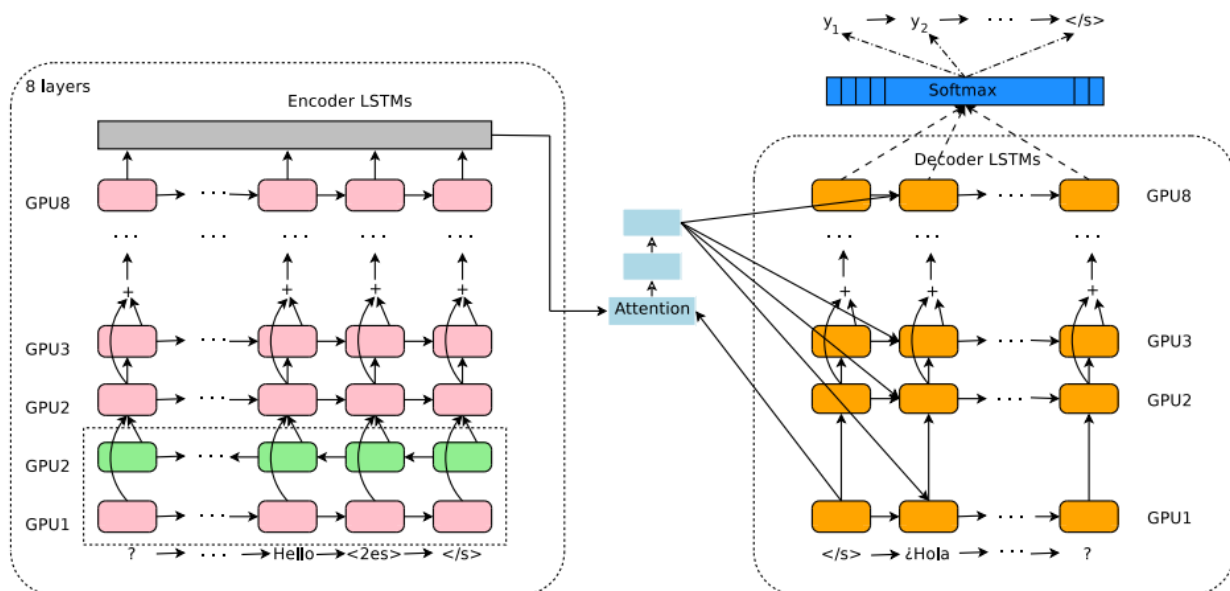 y1 y2 ... </s>
8 layers
Softmax
Encoder LSTMs
Decoder LSTMs
GPU8
...
GPU8
... ... ... ... ...
... ... ...
+ + + +
+ + +
Attention
GPU3
...
...
GPU3
GPU2
...
...
GPU2
GPU2
...
GPU1
...
...
GPU1
? ... Hello <2es> </s>
</s> ¿Hola ... ?